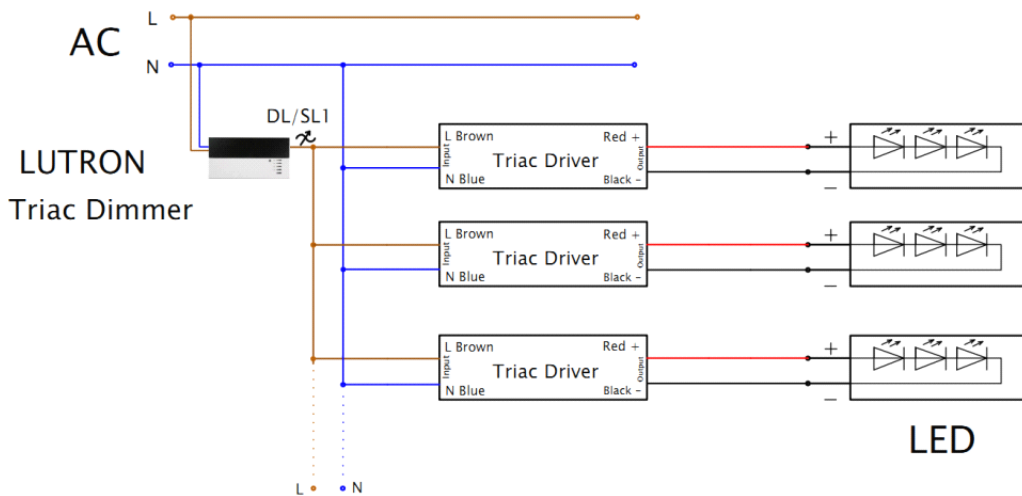 L
AC
N
DL/SL1
LUTRON
Triac Dimmer
L Brown
Red +
Input
Triac Driver
Output
N Blue
Black -
+
−
L Brown
Red +
Input
Triac Driver
Output
N Blue
Black -
+
−
L Brown
Red +
Input
Triac Driver
Output
N Blue
Black -
+
−
LED
L
N